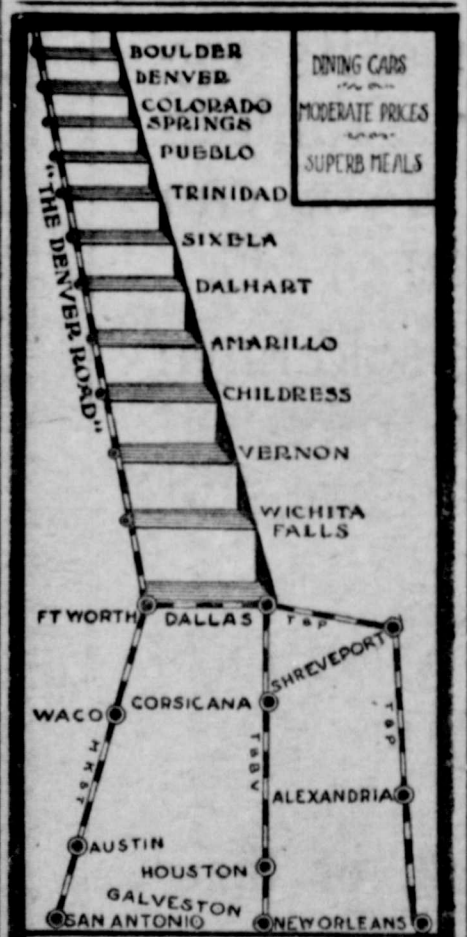 BOULDER
DENVER
COLORADO
SPRINGS
PUEBLO
TRINIDAD
SIXELA
DALHART
AMARILLO
CHILDRESS
VERNON
WICHITA
FALLS
DINING CARS
MODERATE PRICES
SUPERB MEALS
"THE DENVER ROAD"
FT WORTH
DALLAS
T & P
SHREVEPORT
WACO
CORSICANA
M K & T
T & B V
T & P
ALEXANDRIA
AUSTIN
HOUSTON
GALVESTON
SAN ANTONIO
NEW ORLEANS